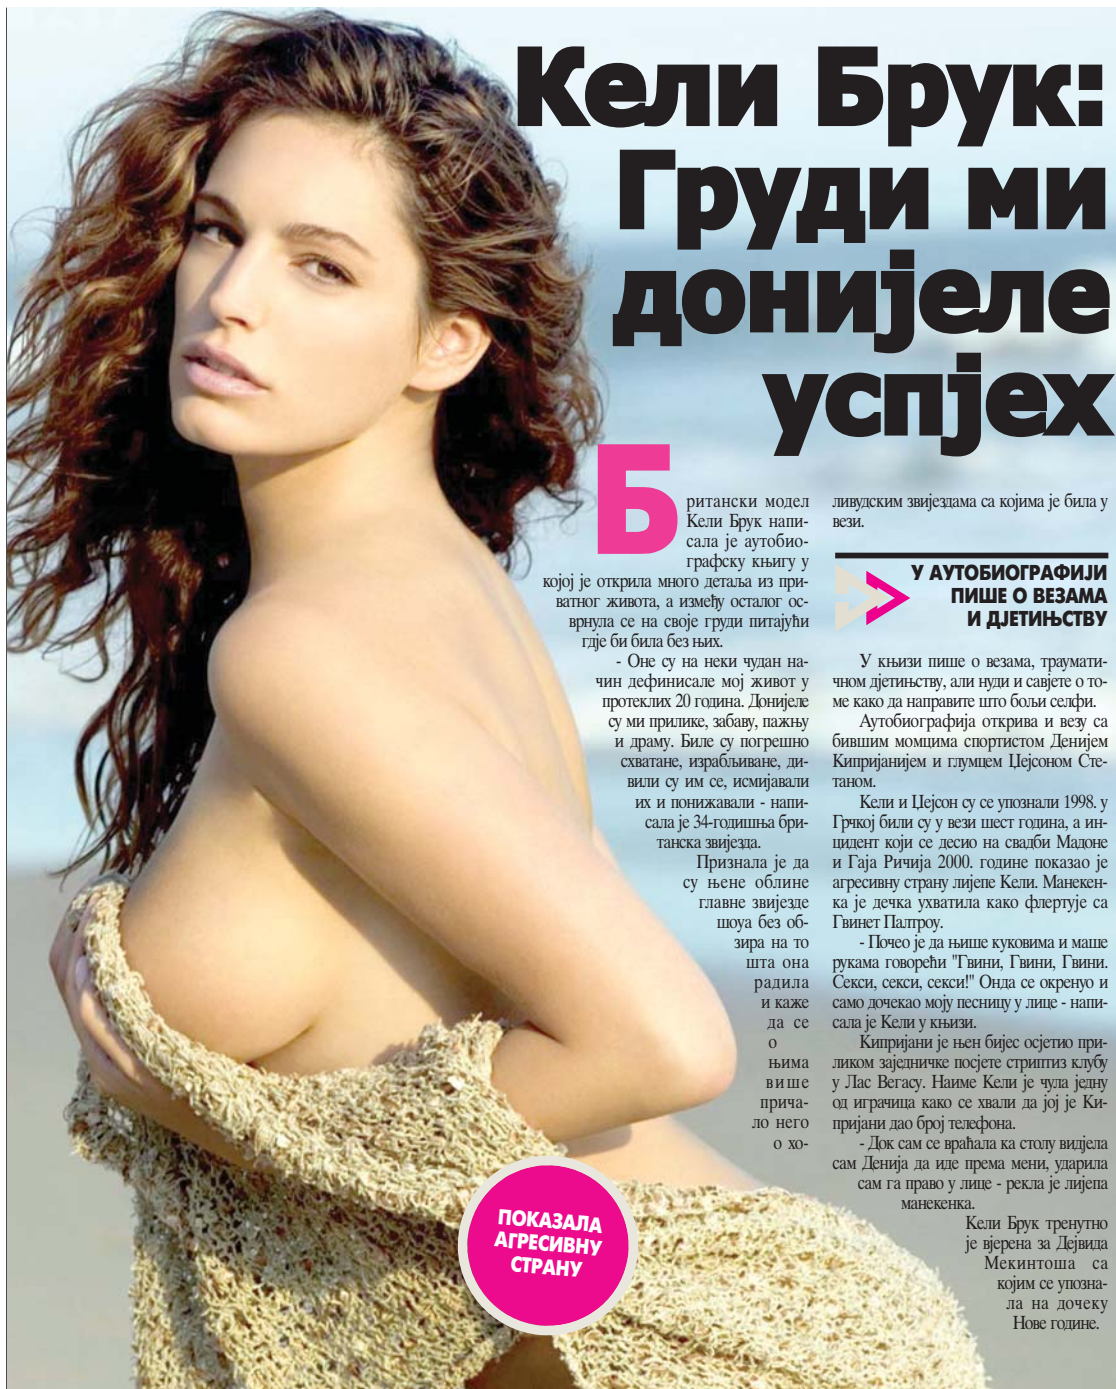 Кели Брук:
Груди ми
донијеле
успјех
Британски модел
Кели Брук напи-
сала је аутобио-
графску књигу у
којој је открила много детаља из при-
ватног живота, а између осталог ос-
врнула се на своје груди питајући
гдје би била без њих.
- Оне су на неки чудан на-
чин дефинисале мој живот у
протеклих 20 година. Донијеле
су ми прилике, забаву, пажњу
и драму. Биле су погрешно
схватане, израбљиване, ди-
вили су им се, исмијавали
их и понижавали - напи-
сала је 34-годишња бри-
танска звијезда.
Признала је да
су њене облине
главне звијезде
шоуа без об-
зира на то
шта она
радила
и каже
да се
о
њима
више
прича-
ло него
о хо-
ливудским звијездама са којима је била у
вези.
У АУТОБИОГРАФИЈИ
ПИШЕ О ВЕЗАМА
И ДЈЕТИЊСТВУ
У књизи пише о везама, траумати-
чном дјетињству, али нуди и савјете о то-
ме како да направите што бољи селфи.
Аутобиографија открива и везу са
бившим момцима спортистом Денијем
Кипријанијем и глумцем Џејсоном Сте-
таном.
Кели и Џејсон су се упознали 1998. у
Грчкој били су у вези шест година, а ин-
цидент који се десио на свадби Мадоне
и Гаја Ричија 2000. године показао је
агресивну страну лијепе Кели. Манекен-
ка је дечка ухватила како флертује са
Гвинет Палтроу.
- Почео је да њише куковима и маше
рукама говорећи "Гвини, Гвини, Гвини.
Секси, секси, секси!" Онда се окренуо и
само дочекао моју песницу у лице - напи-
сала је Кели у књизи.
Кипријани је њен бијес осјетио при-
ликом заједничке посјете стриптиз клубу
у Лас Вегасу. Наиме Кели је чула једну
од играчица како се хвали да јој је Ки-
пријани дао број телефона.
- Док сам се враћала ка столу видјела
сам Денија да иде према мени, ударила
сам га право у лице - рекла је лијепа
манекенка.
Кели Брук тренутно
је вјерена за Дејвида
Мекинтоша са
којим се упозна-
ла на дочеку
Нове године.
ПОКАЗАЛА
АГРЕСИВНУ
СТРАНУ